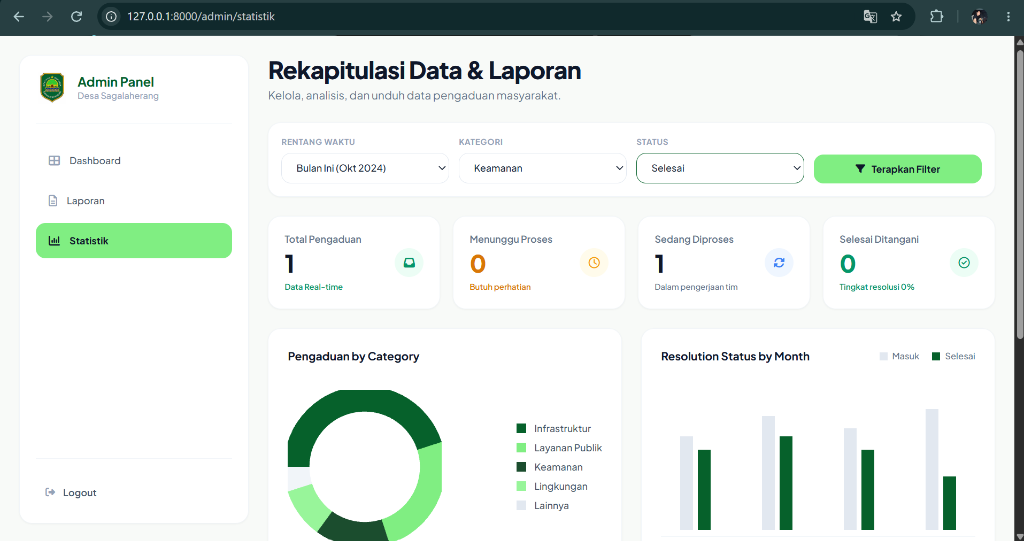 127.0.0.1:8000/admin/statistik
Admin Panel
Desa Sagalaherang
Dashboard
Laporan
Statistik
Logout
Rekapitulasi Data & Laporan
Kelola, analisis, dan unduh data pengaduan masyarakat.
RENTANG WAKTU
Bulan Ini (Okt 2024)
KATEGORI
Keamanan
STATUS
Selesai
Terapkan Filter
Total Pengaduan
1
Data Real-time
Menunggu Proses
0
Butuh perhatian
Sedang Diproses
1
Dalam pengerjaan tim
Selesai Ditangani
0
Tingkat resolusi 0%
Pengaduan by Category
Infrastruktur
Layanan Publik
Keamanan
Lingkungan
Lainnya
Resolution Status by Month
Masuk
Selesai